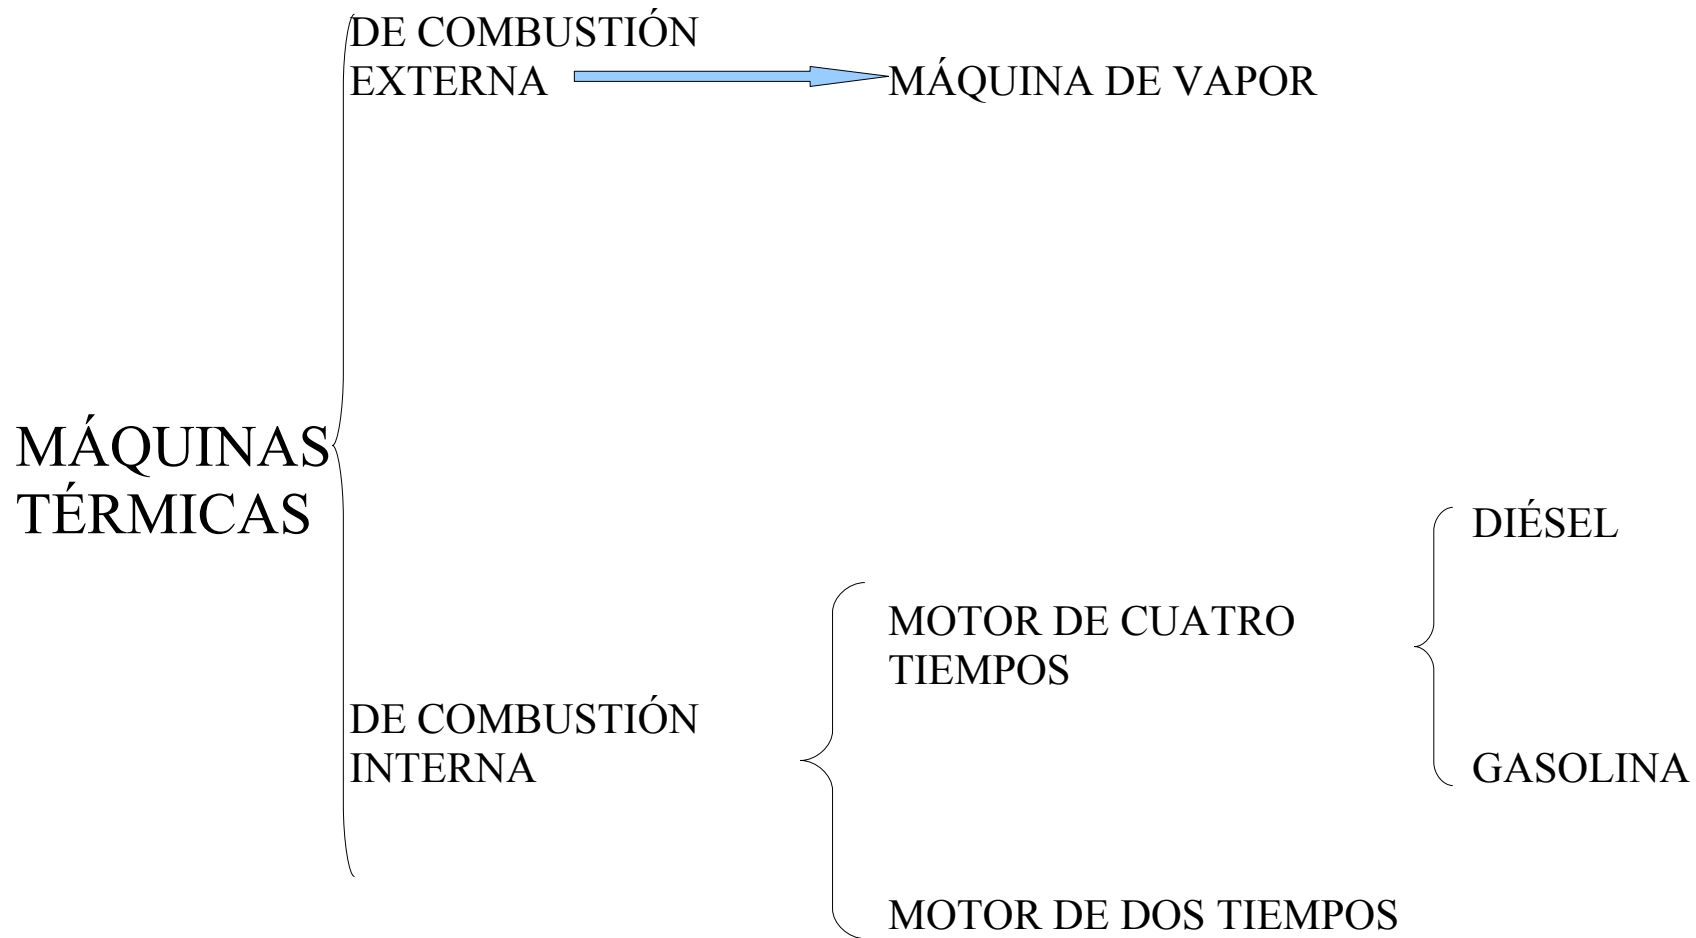 DE COMBUSTIÓN
EXTERNA
MÁQUINA DE VAPOR
MÁQUINAS
TÉRMICAS
DE COMBUSTIÓN
INTERNA
MOTOR DE CUATRO
TIEMPOS
DIÉSEL
GASOLINA
MOTOR DE DOS TIEMPOS